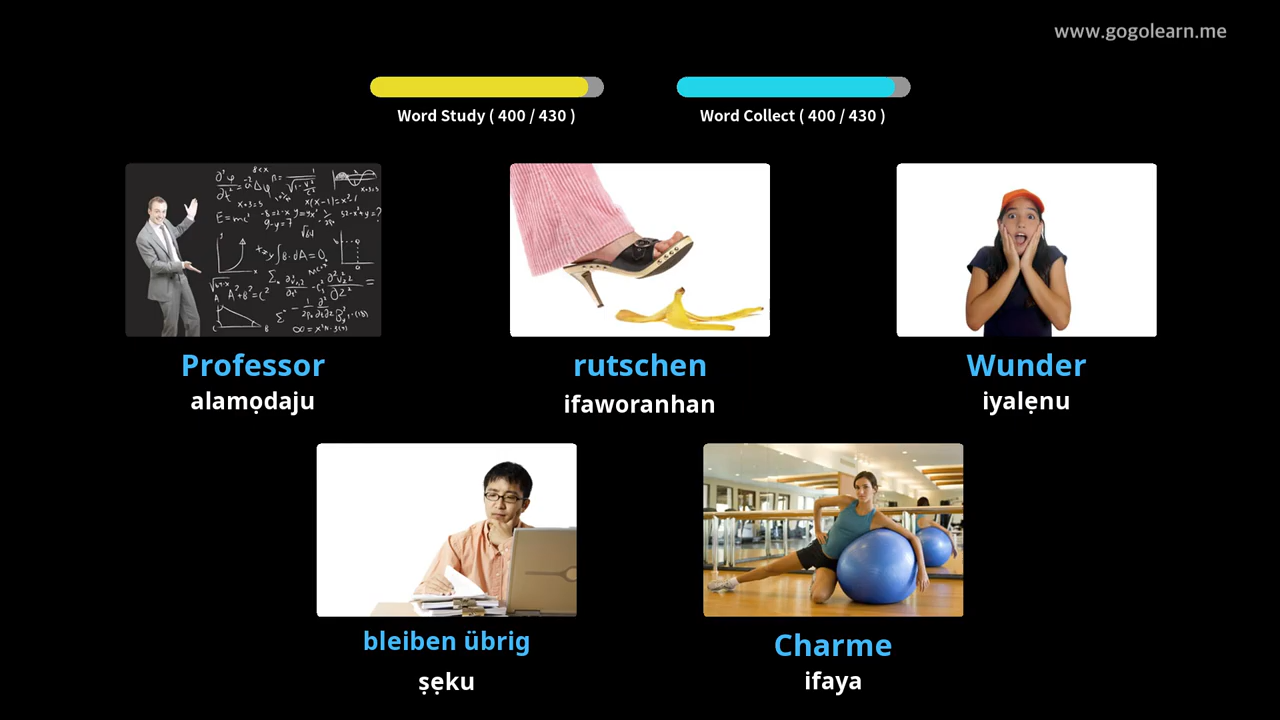 www.gogolearn.me
Word Study ( 400 / 430 )
Word Collect ( 400 / 430 )
Professor
alamọdaju
rutschen
ifaworanhan
Wunder
iyalẹnu
bleiben übrig
ṣẹku
Charme
ifaya